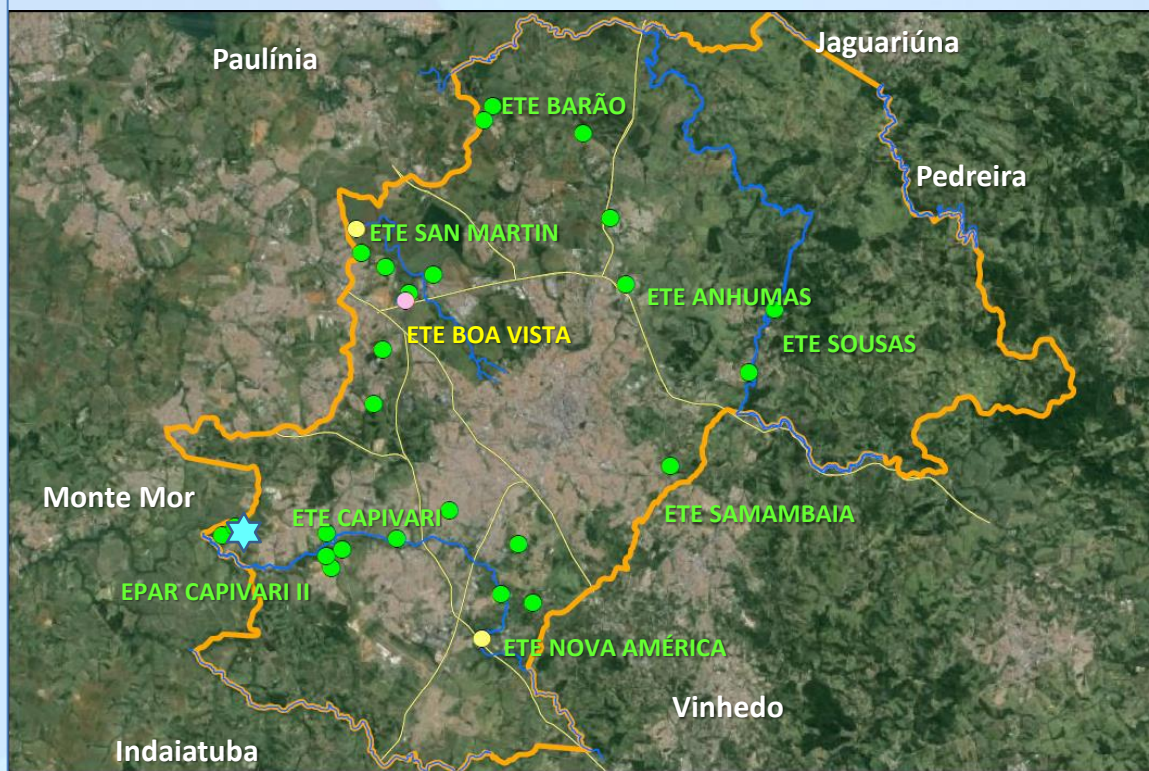 Jaguariúna
Paulínia
ETE BARÃO
Pedreira
ETE SAN MARTIN
ETE ANHUMAS
ETE BOA VISTA
ETE SOUSAS
Monte Mor
ETE CAPIVARI
ETE SAMAMBAIA
EPAR CAPIVARI II
ETE NOVA AMÉRICA
Vinhedo
Indaiatuba